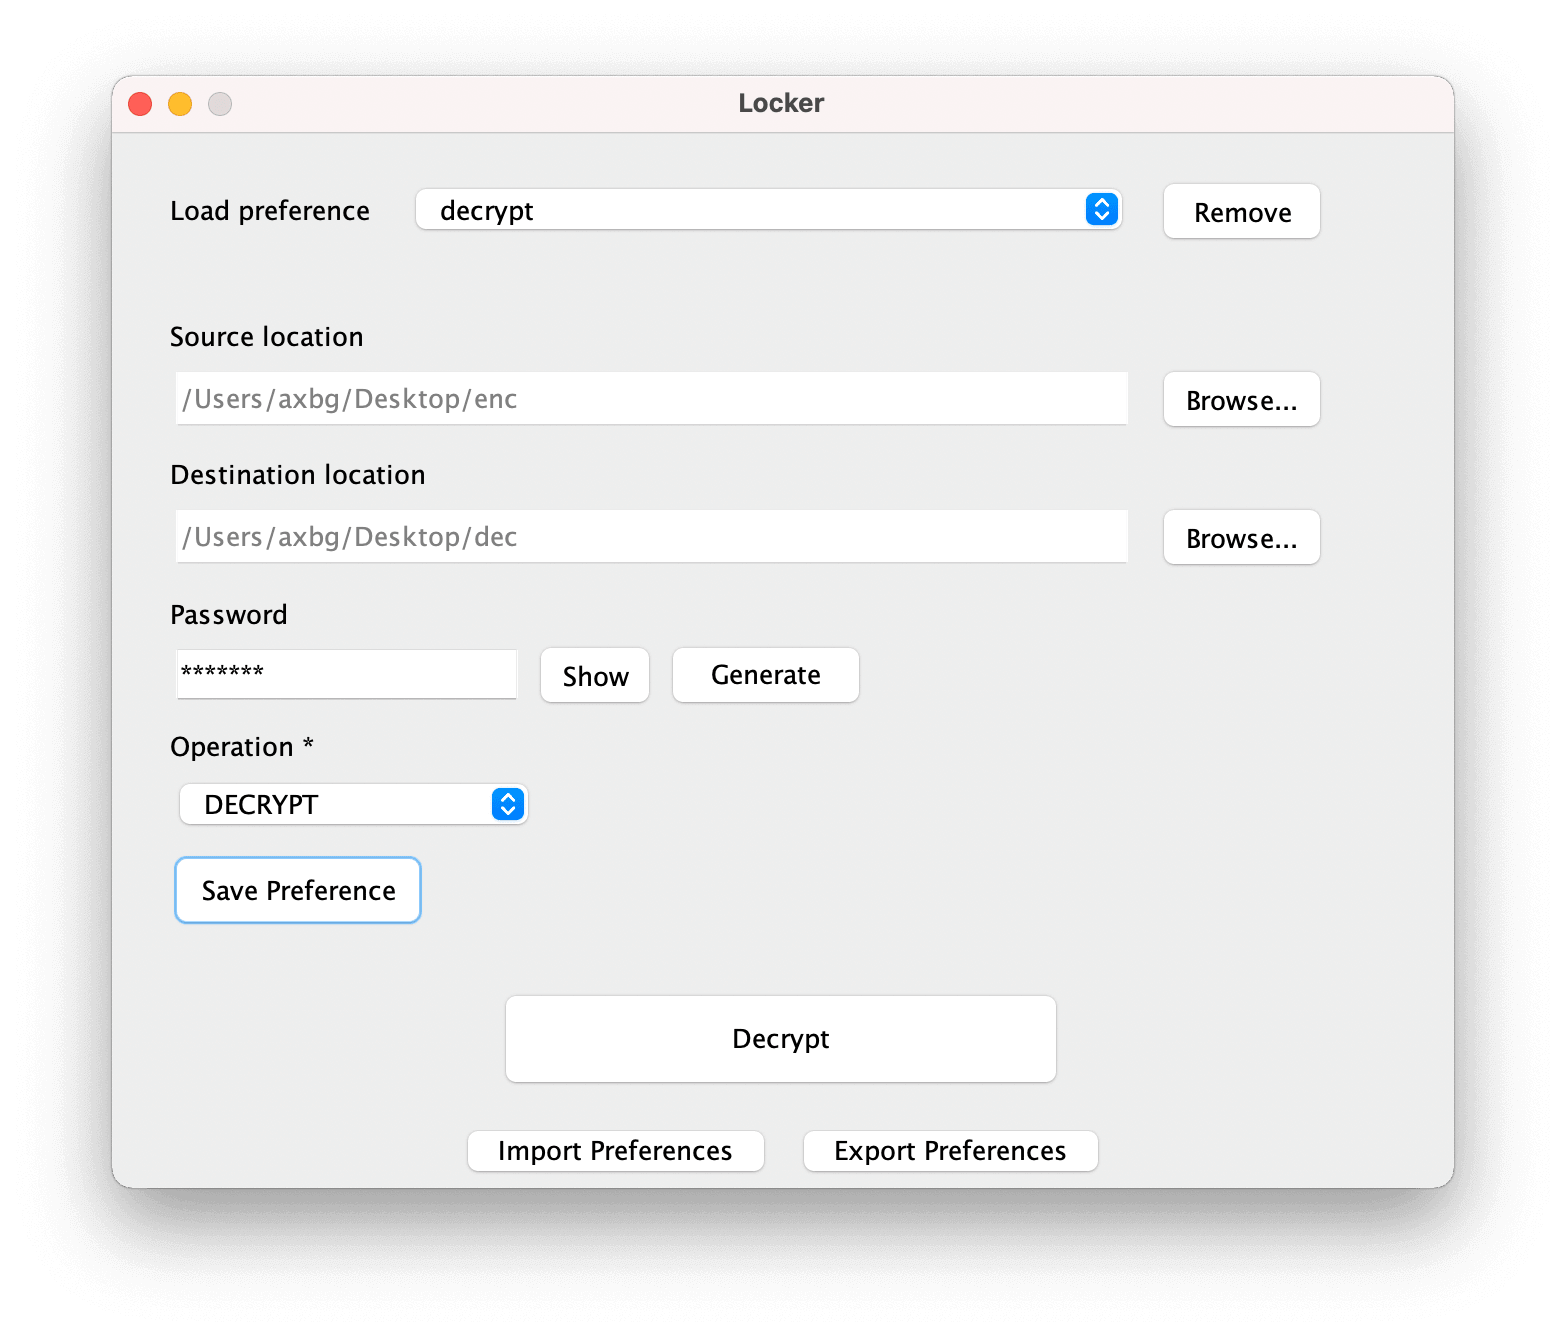 Locker
Load preference decrypt Remove
Source location
/Users/axbg/Desktop/enc Browse...
Destination location
/Users/axbg/Desktop/dec Browse...
Password
******* Show Generate
Operation *
DECRYPT
Save Preference
Decrypt
Import Preferences Export Preferences